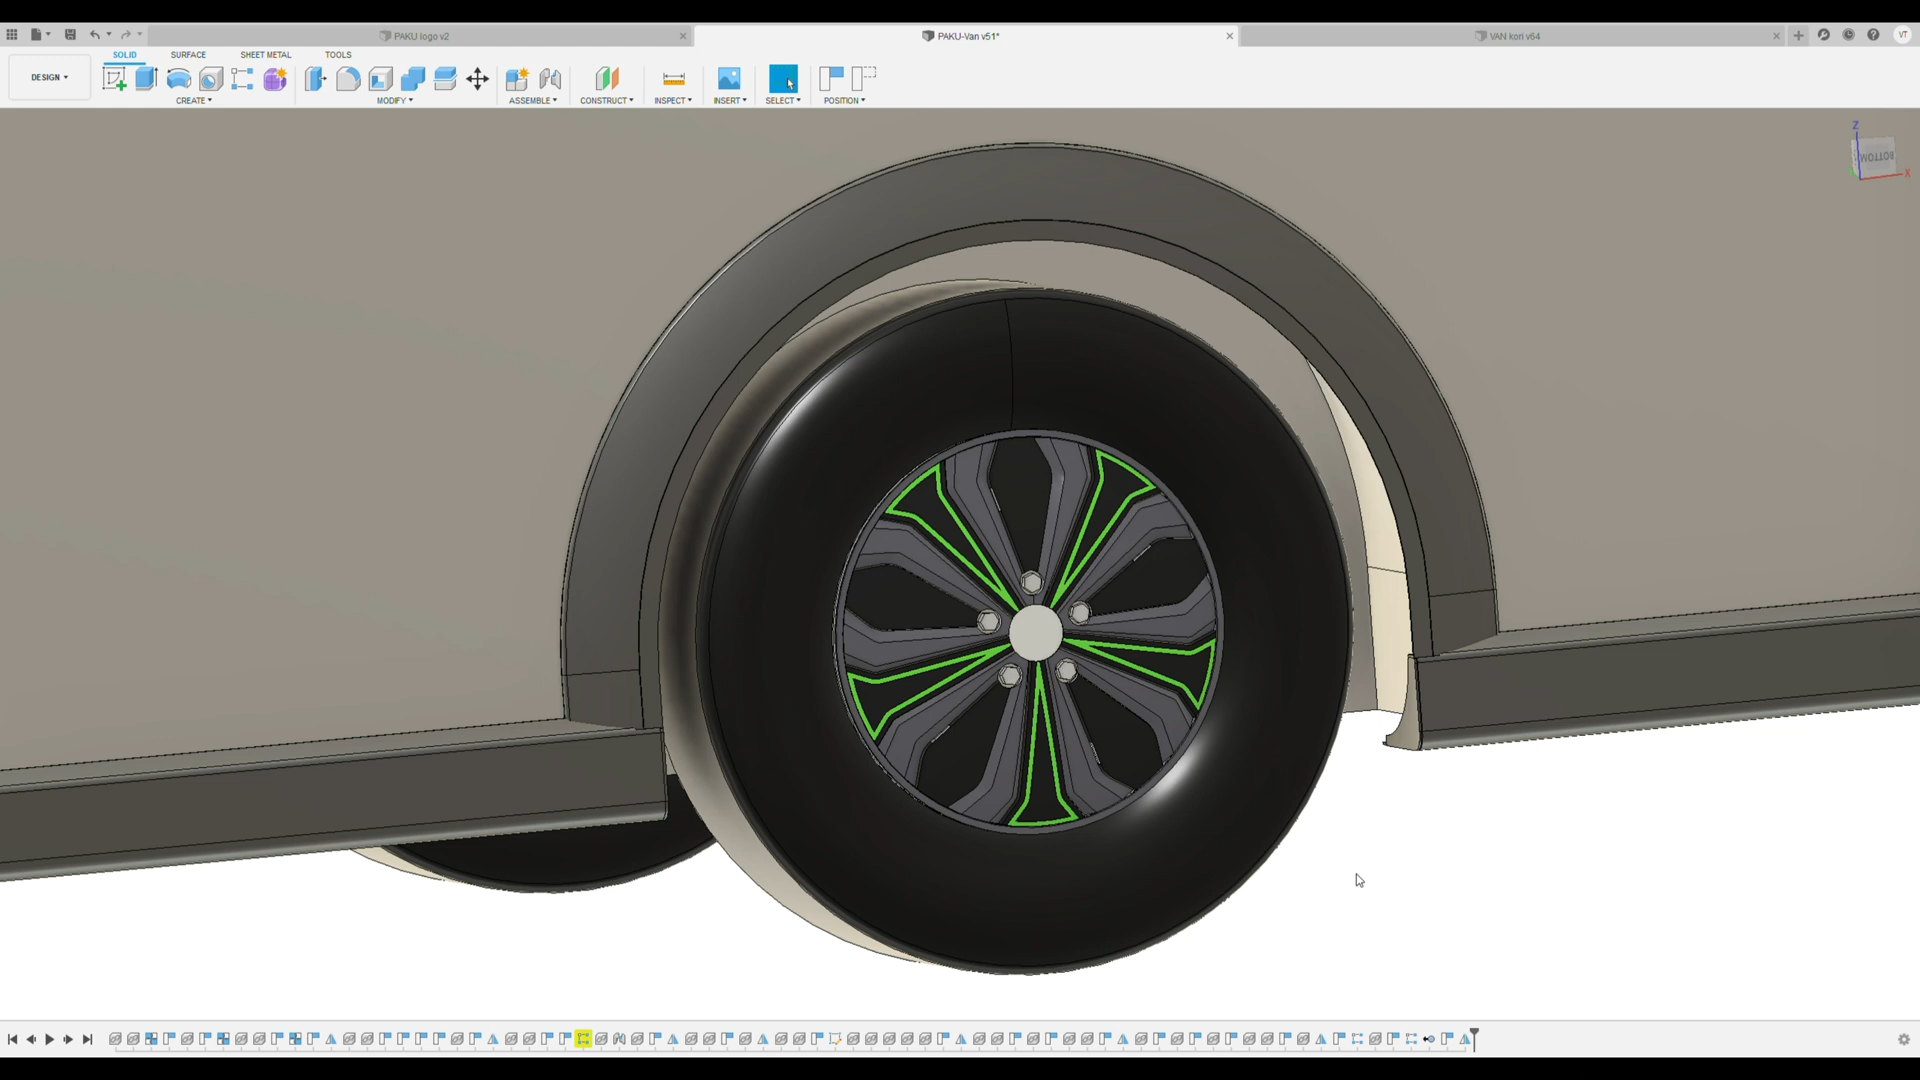 PAKU logo v2
PAKU-Van v51*
VAN kori v64
VT
SOLID
SURFACE
SHEET METAL
TOOLS
DESIGN
CREATE
MODIFY
ASSEMBLE
CONSTRUCT
INSPECT
INSERT
SELECT
POSITION
Z
BOTTOM
X